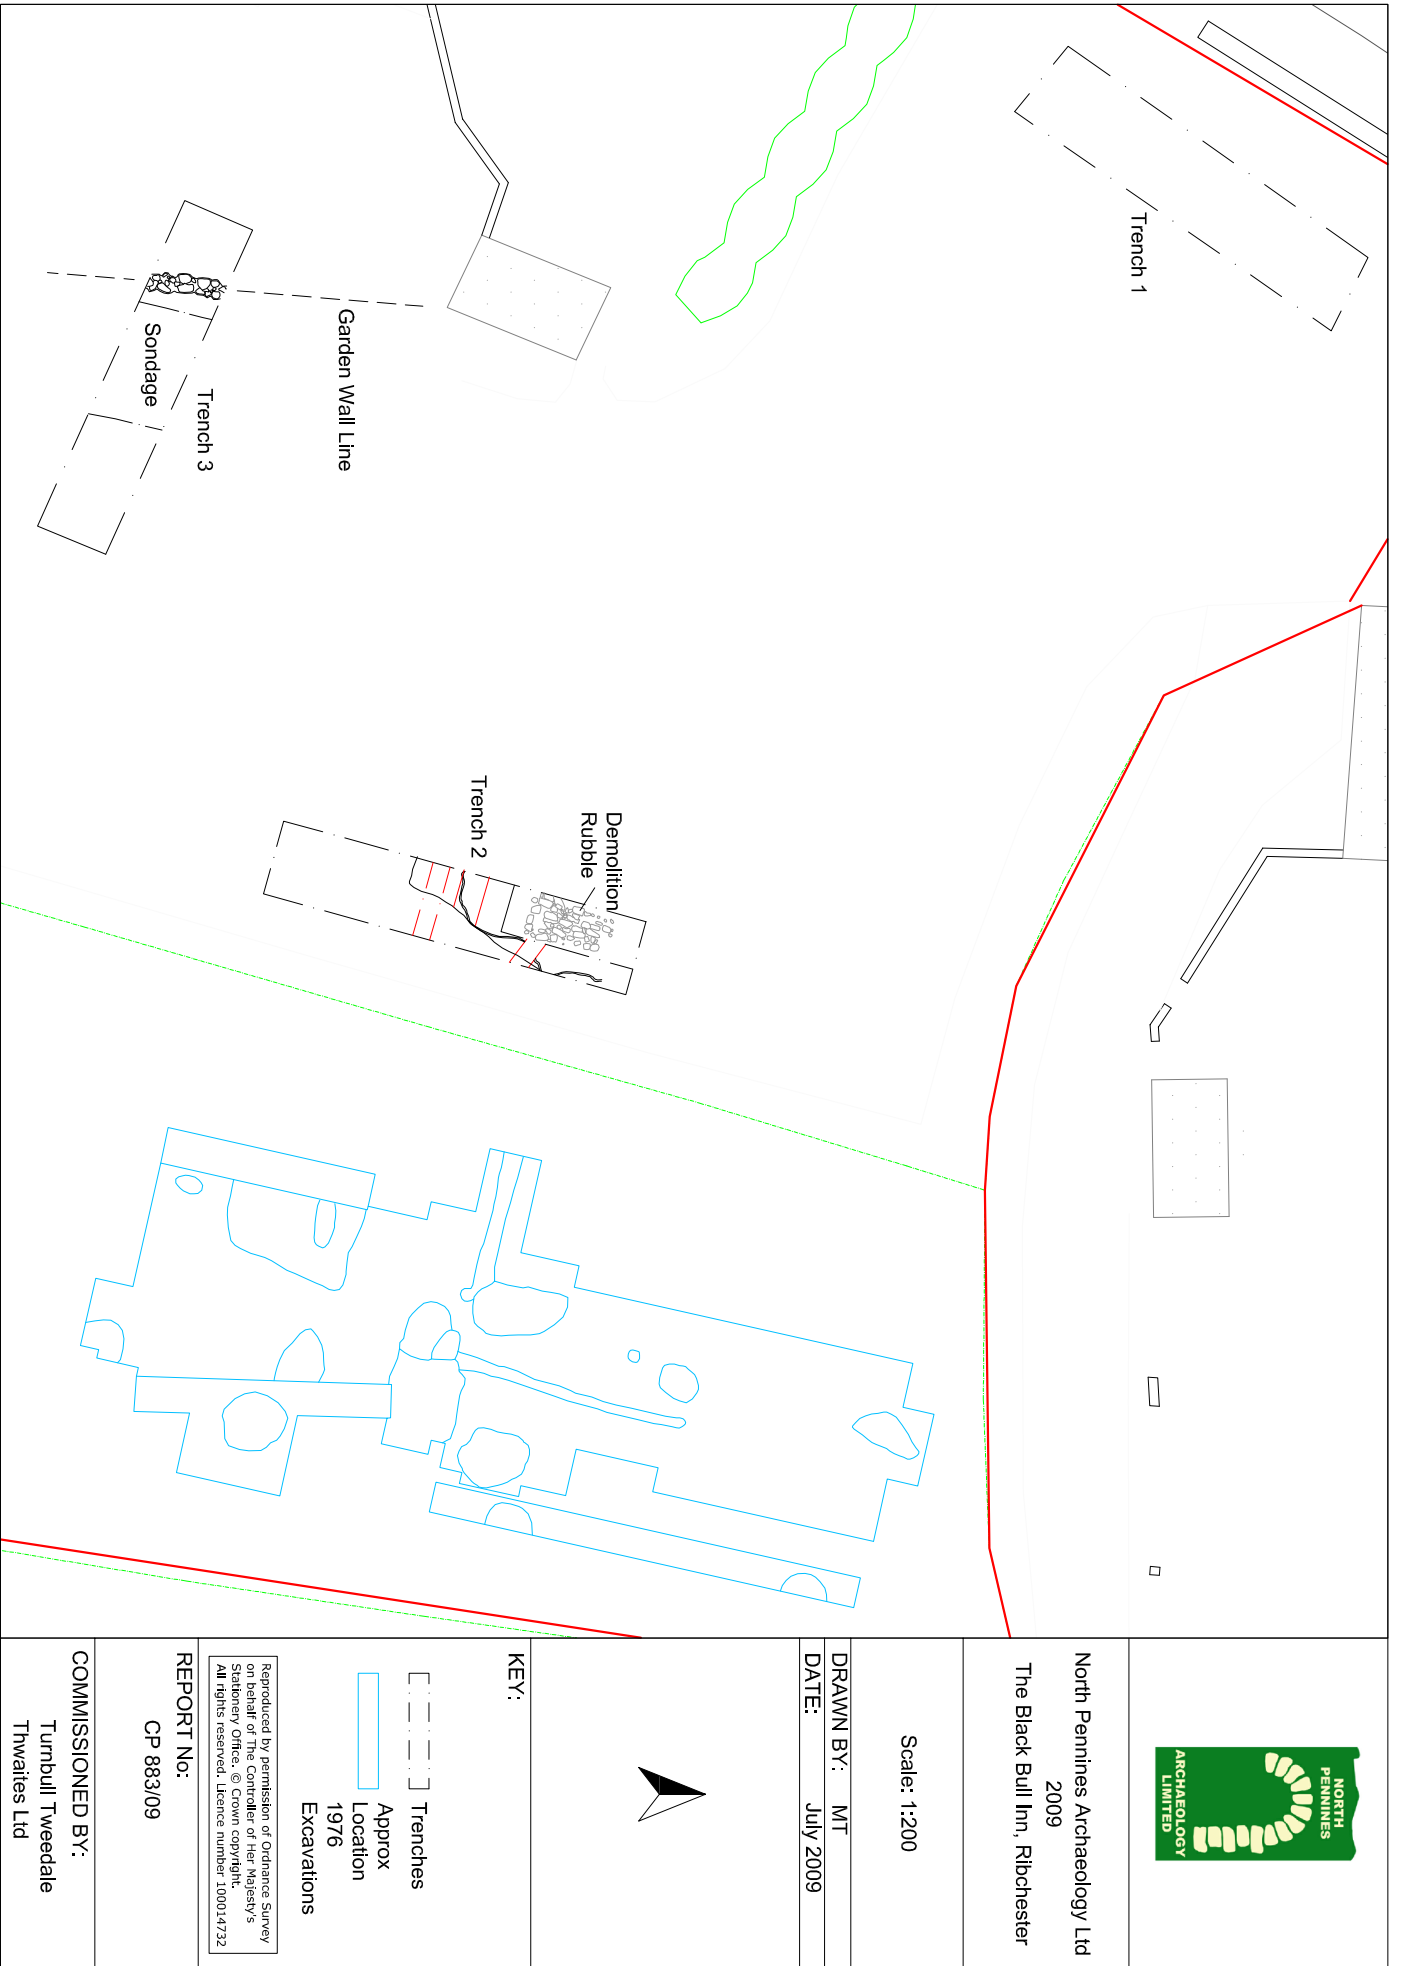 Trench 1
Garden Wall Line
Trench 3
Sondage
Demolition
Rubble
Trench 2
NORTH
PENNINES
ARCHAEOLOGY
LIMITED
North Pennines Archaeology Ltd
2009
The Black Bull Inn, Ribchester
Scale: 1:200
DRAWN BY: MT
DATE: July 2009
KEY:
Trenches
Approx
Location
1976
Excavations
Reproduced by permission of Ordnance Survey
on behalf of The Controller of Her Majesty's
Stationery Office. © Crown copyright.
All rights reserved. Licence number 100014732
REPORT No:
CP 883/09
COMMISSIONED BY:
Turnbull Tweedale
Thwaites Ltd